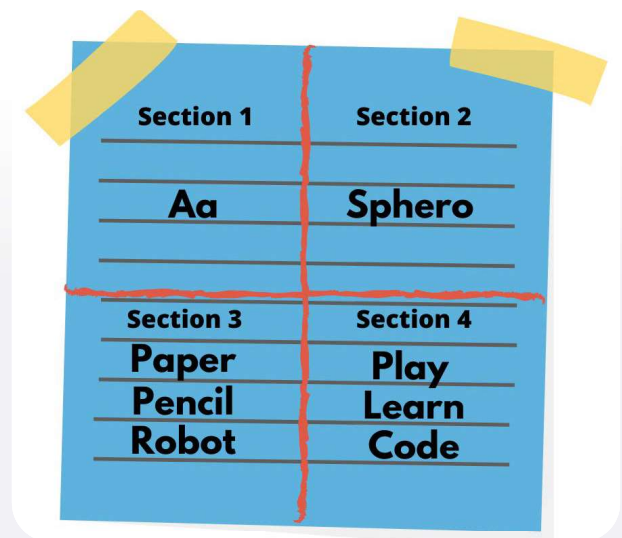 Section 1
Aa
Section 2
Sphero
Section 3
Paper
Pencil
Robot
Section 4
Play
Learn
Code